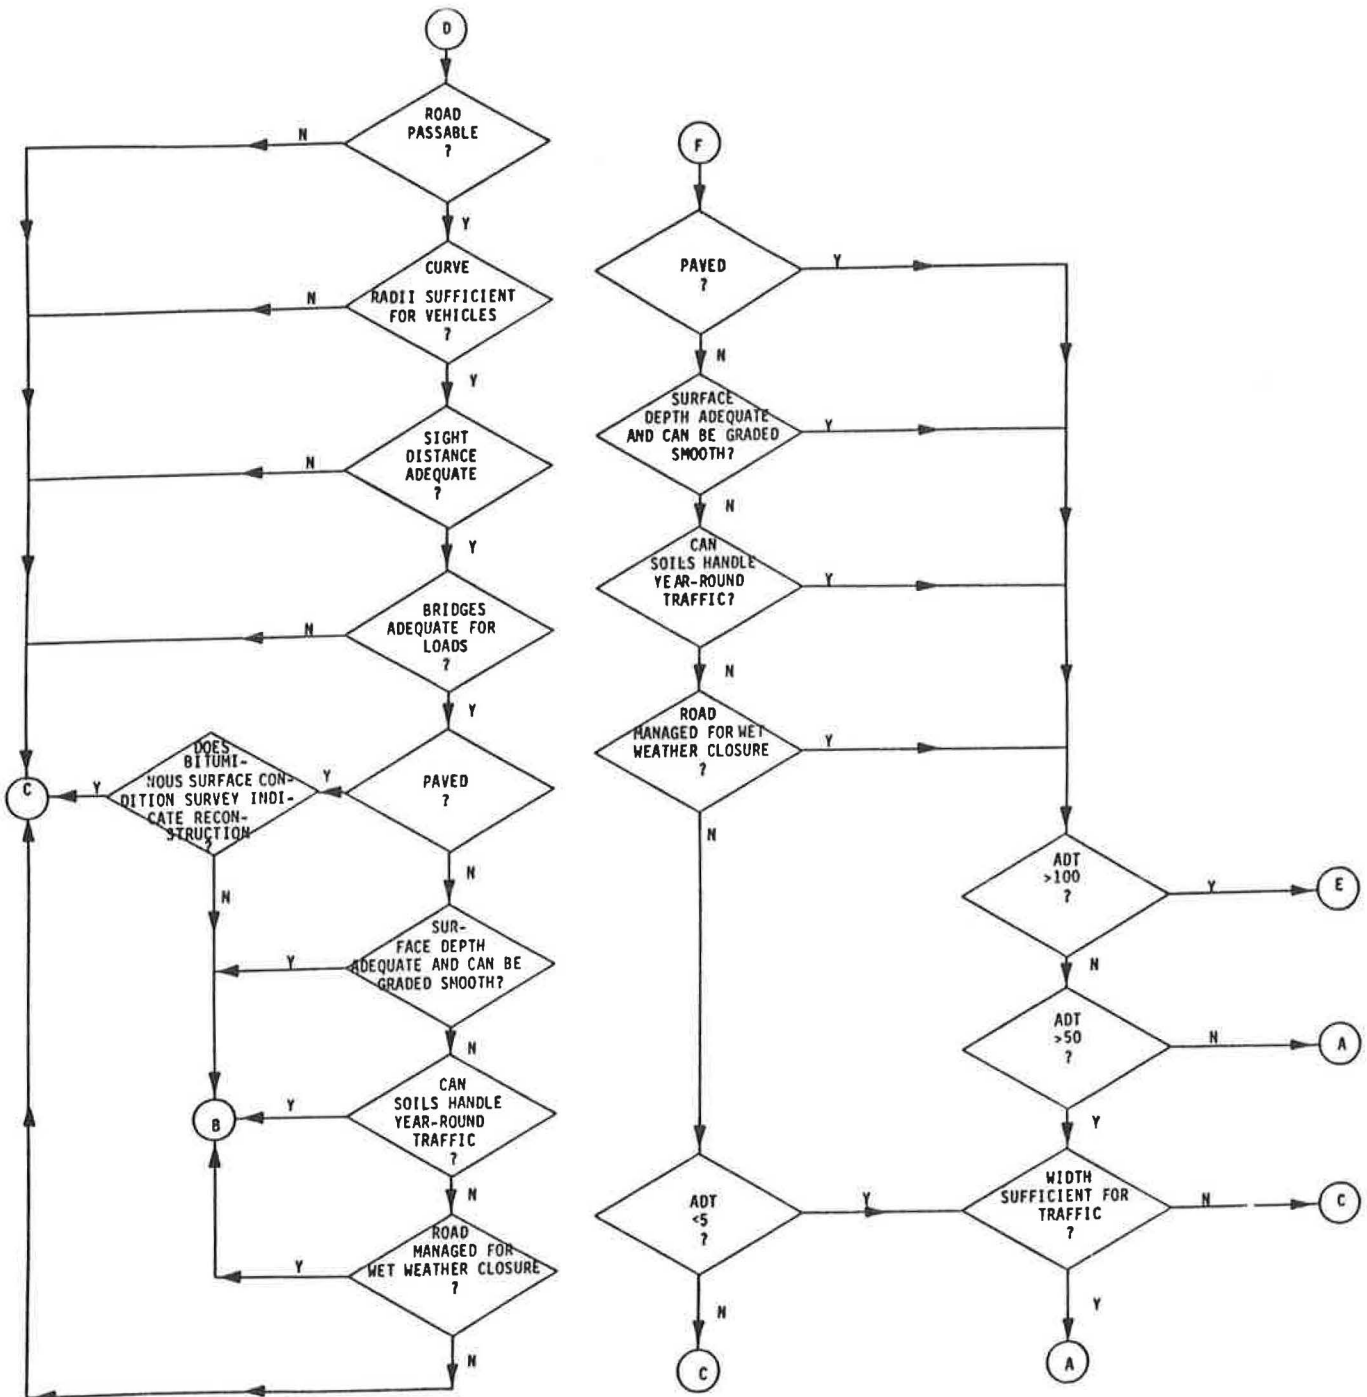 D
ROAD
PASSABLE
?
N
Y
CURVE
RADII SUFFICIENT
FOR VEHICLES
?
N
Y
SIGHT
DISTANCE
ADEQUATE
?
N
Y
BRIDGES
ADEQUATE FOR
LOADS
?
N
Y
PAVED
?
Y
N
DOES
BITUMI-
NOUS SURFACE CON-
DITION SURVEY INDI-
CATE RECON-
STRUCTION
?
Y
N
C
SUR-
FACE DEPTH
ADEQUATE AND CAN BE
GRADED SMOOTH?
Y
N
CAN
SOILS HANDLE
YEAR-ROUND
TRAFFIC
?
Y
N
B
ROAD
MANAGED FOR
WET WEATHER CLOSURE
?
Y
N
F
PAVED
?
Y
N
SURFACE
DEPTH ADEQUATE
AND CAN BE GRADED
SMOOTH?
Y
N
CAN
SOILS HANDLE
YEAR-ROUND
TRAFFIC?
Y
N
ROAD
MANAGED FOR WET
WEATHER CLOSURE
?
Y
N
ADT
>100
?
Y
E
N
ADT
>50
?
N
A
Y
ADT
<5
?
Y
N
C
WIDTH
SUFFICIENT FOR
TRAFFIC
?
N
C
Y
A